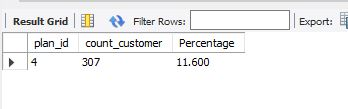 Result Grid Filter Rows: Export:
plan_id count_customer Percentage
4 307 11.600